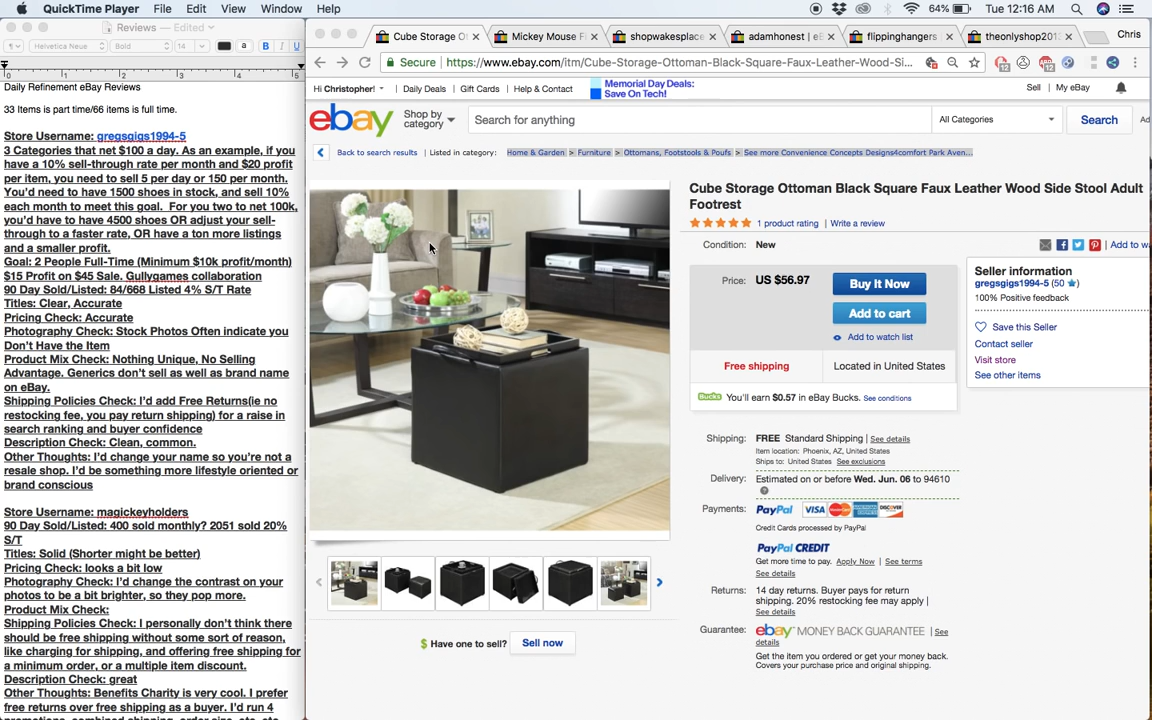 QuickTime Player File Edit View Window Help
64% Tue 12:16 AM
Reviews — Edited
Helvetica Neue Bold 14 a B I U
0 1 2 3 4 5
Cube Storage O
Mickey Mouse F
shopwakesplace
adamhonest | eB
flippinghangers
theonlyshop201
Chris
Secure https://www.ebay.com/itm/Cube-Storage-Ottoman-Black-Square-Faux-Leather-Wood-Si...
Daily Refinement eBay Reviews
33 Items is part time/66 items is full time.
Store Username: gregsgigs1994-5
3 Categories that net $100 a day. As an example, if you
have a 10% sell-through rate per month and $20 profit
per item, you need to sell 5 per day or 150 per month.
You'd need to have 1500 shoes in stock, and sell 10%
each month to meet this goal. For you two to net 100k,
you'd have to have 4500 shoes OR adjust your sell-
through to a faster rate, OR have a ton more listings
and a smaller profit.
Goal: 2 People Full-Time (Minimum $10k profit/month)
$15 Profit on $45 Sale. Gullygames collaboration
90 Day Sold/Listed: 84/668 Listed 4% S/T Rate
Titles: Clear, Accurate
Pricing Check: Accurate
Photography Check: Stock Photos Often indicate you
Don't Have the Item
Product Mix Check: Nothing Unique, No Selling
Advantage. Generics don't sell as well as brand name
on eBay.
Shipping Policies Check: I'd add Free Returns(ie no
restocking fee, you pay return shipping) for a raise in
search ranking and buyer confidence
Description Check: Clean, common.
Other Thoughts: I'd change your name so you're not a
resale shop. I'd be something more lifestyle oriented or
brand conscious
Store Username: magickeyholders
90 Day Sold/Listed: 400 sold monthly? 2051 sold 20%
S/T
Titles: Solid (Shorter might be better)
Pricing Check: looks a bit low
Photography Check: I'd change the contrast on your
photos to be a bit brighter, so they pop more.
Product Mix Check:
Shipping Policies Check: I personally don't think there
should be free shipping without some sort of reason,
like charging for shipping, and offering free shipping for
a minimum order, or a multiple item discount.
Description Check: great
Other Thoughts: Benefits Charity is very cool. I prefer
free returns over free shipping as a buyer. I'd run 4
Hi Christopher! Daily Deals Gift Cards Help & Contact
Memorial Day Deals:
Save On Tech!
Sell My eBay
ebay Shop by category
Search for anything All Categories Search Ad
Back to search results | Listed in category: Home & Garden > Furniture > Ottomans, Footstools & Poufs > See more Convenience Concepts Designs4comfort Park Aven...
Cube Storage Ottoman Black Square Faux Leather Wood Side Stool Adult
Footrest
1 product rating | Write a review
Condition: New
Add to wa
Price: US $56.97
Buy It Now
Add to cart
Add to watch list
Free shipping Located in United States
Bucks You'll earn $0.57 in eBay Bucks. See conditions
Seller information
gregsgigs1994-5 (50)
100% Positive feedback
Save this Seller
Contact seller
Visit store
See other items
Shipping: FREE Standard Shipping | See details
Item location: Phoenix, AZ, United States
Ships to: United States See exclusions
Delivery: Estimated on or before Wed. Jun. 06 to 94610
Payments: PayPal VISA MasterCard AMERICAN EXPRESS DISCOVER
Credit Cards processed by PayPal
PayPal CREDIT
Get more time to pay. Apply Now | See terms
See details
Returns: 14 day returns. Buyer pays for return
shipping. 20% restocking fee may apply |
See details
Guarantee: ebay MONEY BACK GUARANTEE | See
details
Get the item you ordered or get your money back.
Covers your purchase price and original shipping.
$ Have one to sell? Sell now